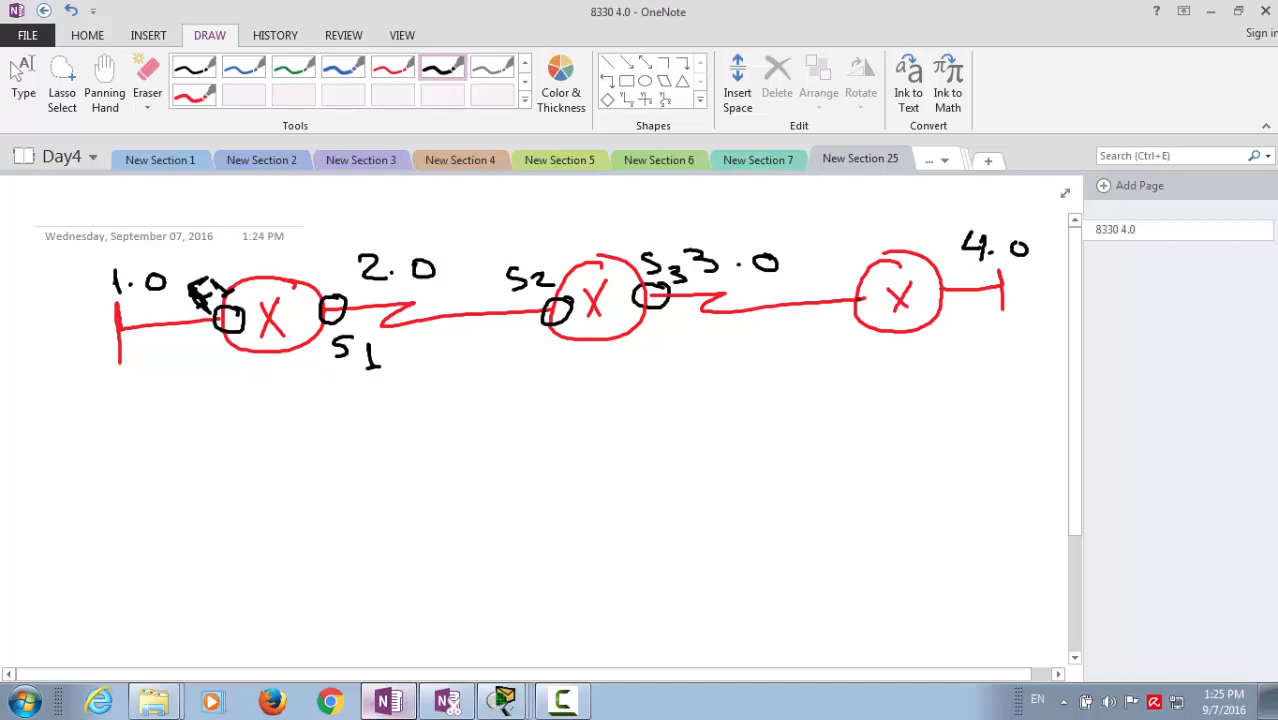 8330 4.0 - OneNote
?
FILE HOME INSERT DRAW HISTORY REVIEW VIEW Sign in
Type
Lasso Select
Panning Hand
Eraser
Color & Thickness
Insert Space
Delete
Arrange
Rotate
Ink to Text
Ink to Math
Tools Shapes Edit Convert
Day4 New Section 1 New Section 2 New Section 3 New Section 4 New Section 5 New Section 6 New Section 7 New Section 25 ... + Search (Ctrl+E)
Add Page
8330 4.0
Wednesday, September 07, 2016 1:24 PM
1.0 2.0 S2 S3 3.0 4.0
X X X
S1
EN 1:25 PM
9/7/2016